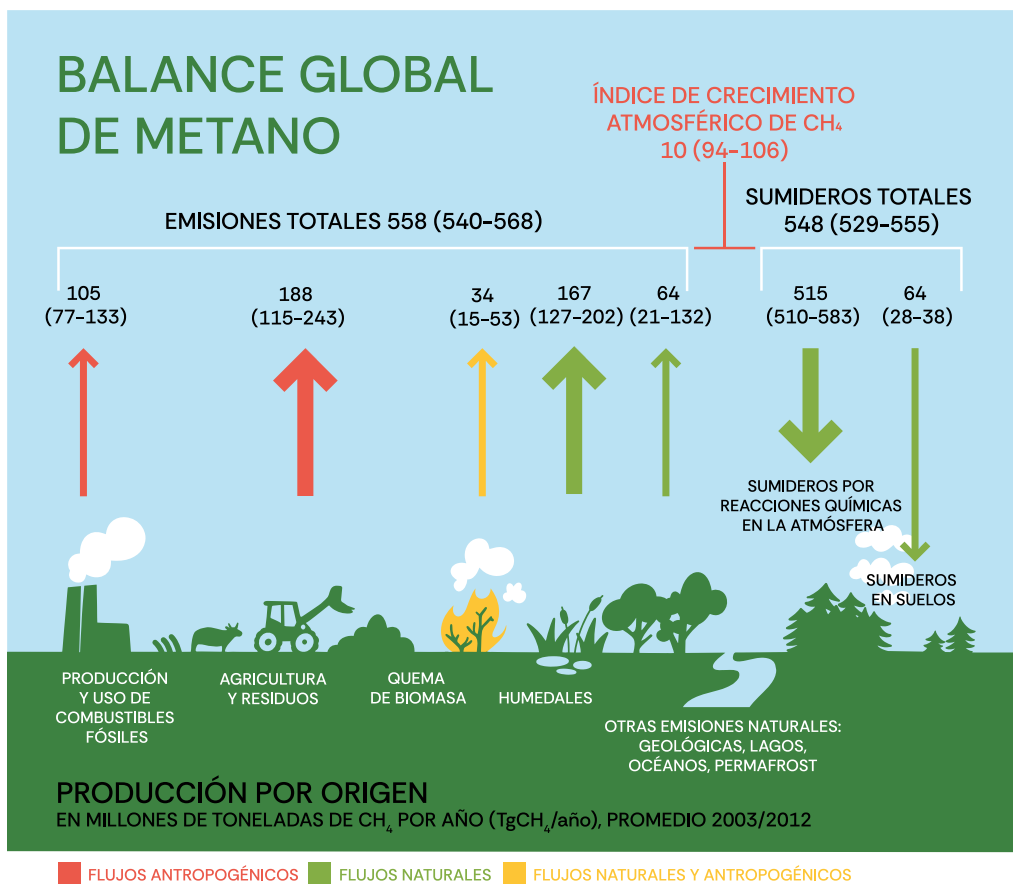 BALANCE GLOBAL
DE METANO
ÍNDICE DE CRECIMIENTO
ATMOSFÉRICO DE CH₄
10 (94-106)
EMISIONES TOTALES 558 (540-568)
SUMIDEROS TOTALES
548 (529-555)
105
(77-133)
188
(115-243)
34
(15-53)
167
(127-202)
64
(21-132)
515
(510-583)
64
(28-38)
SUMIDEROS POR
REACCIONES QUÍMICAS
EN LA ATMÓSFERA
SUMIDEROS
EN SUELOS
PRODUCCIÓN
Y USO DE
COMBUSTIBLES
FÓSILES
AGRICULTURA
Y RESIDUOS
QUEMA
DE BIOMASA
HUMEDALES
OTRAS EMISIONES NATURALES:
GEOLÓGICAS, LAGOS,
OCÉANOS, PERMAFROST
PRODUCCIÓN POR ORIGEN
EN MILLONES DE TONELADAS DE CH₄ POR AÑO (TgCH₄/año), PROMEDIO 2003/2012
FLUJOS ANTROPOGÉNICOS
FLUJOS NATURALES
FLUJOS NATURALES Y ANTROPOGÉNICOS